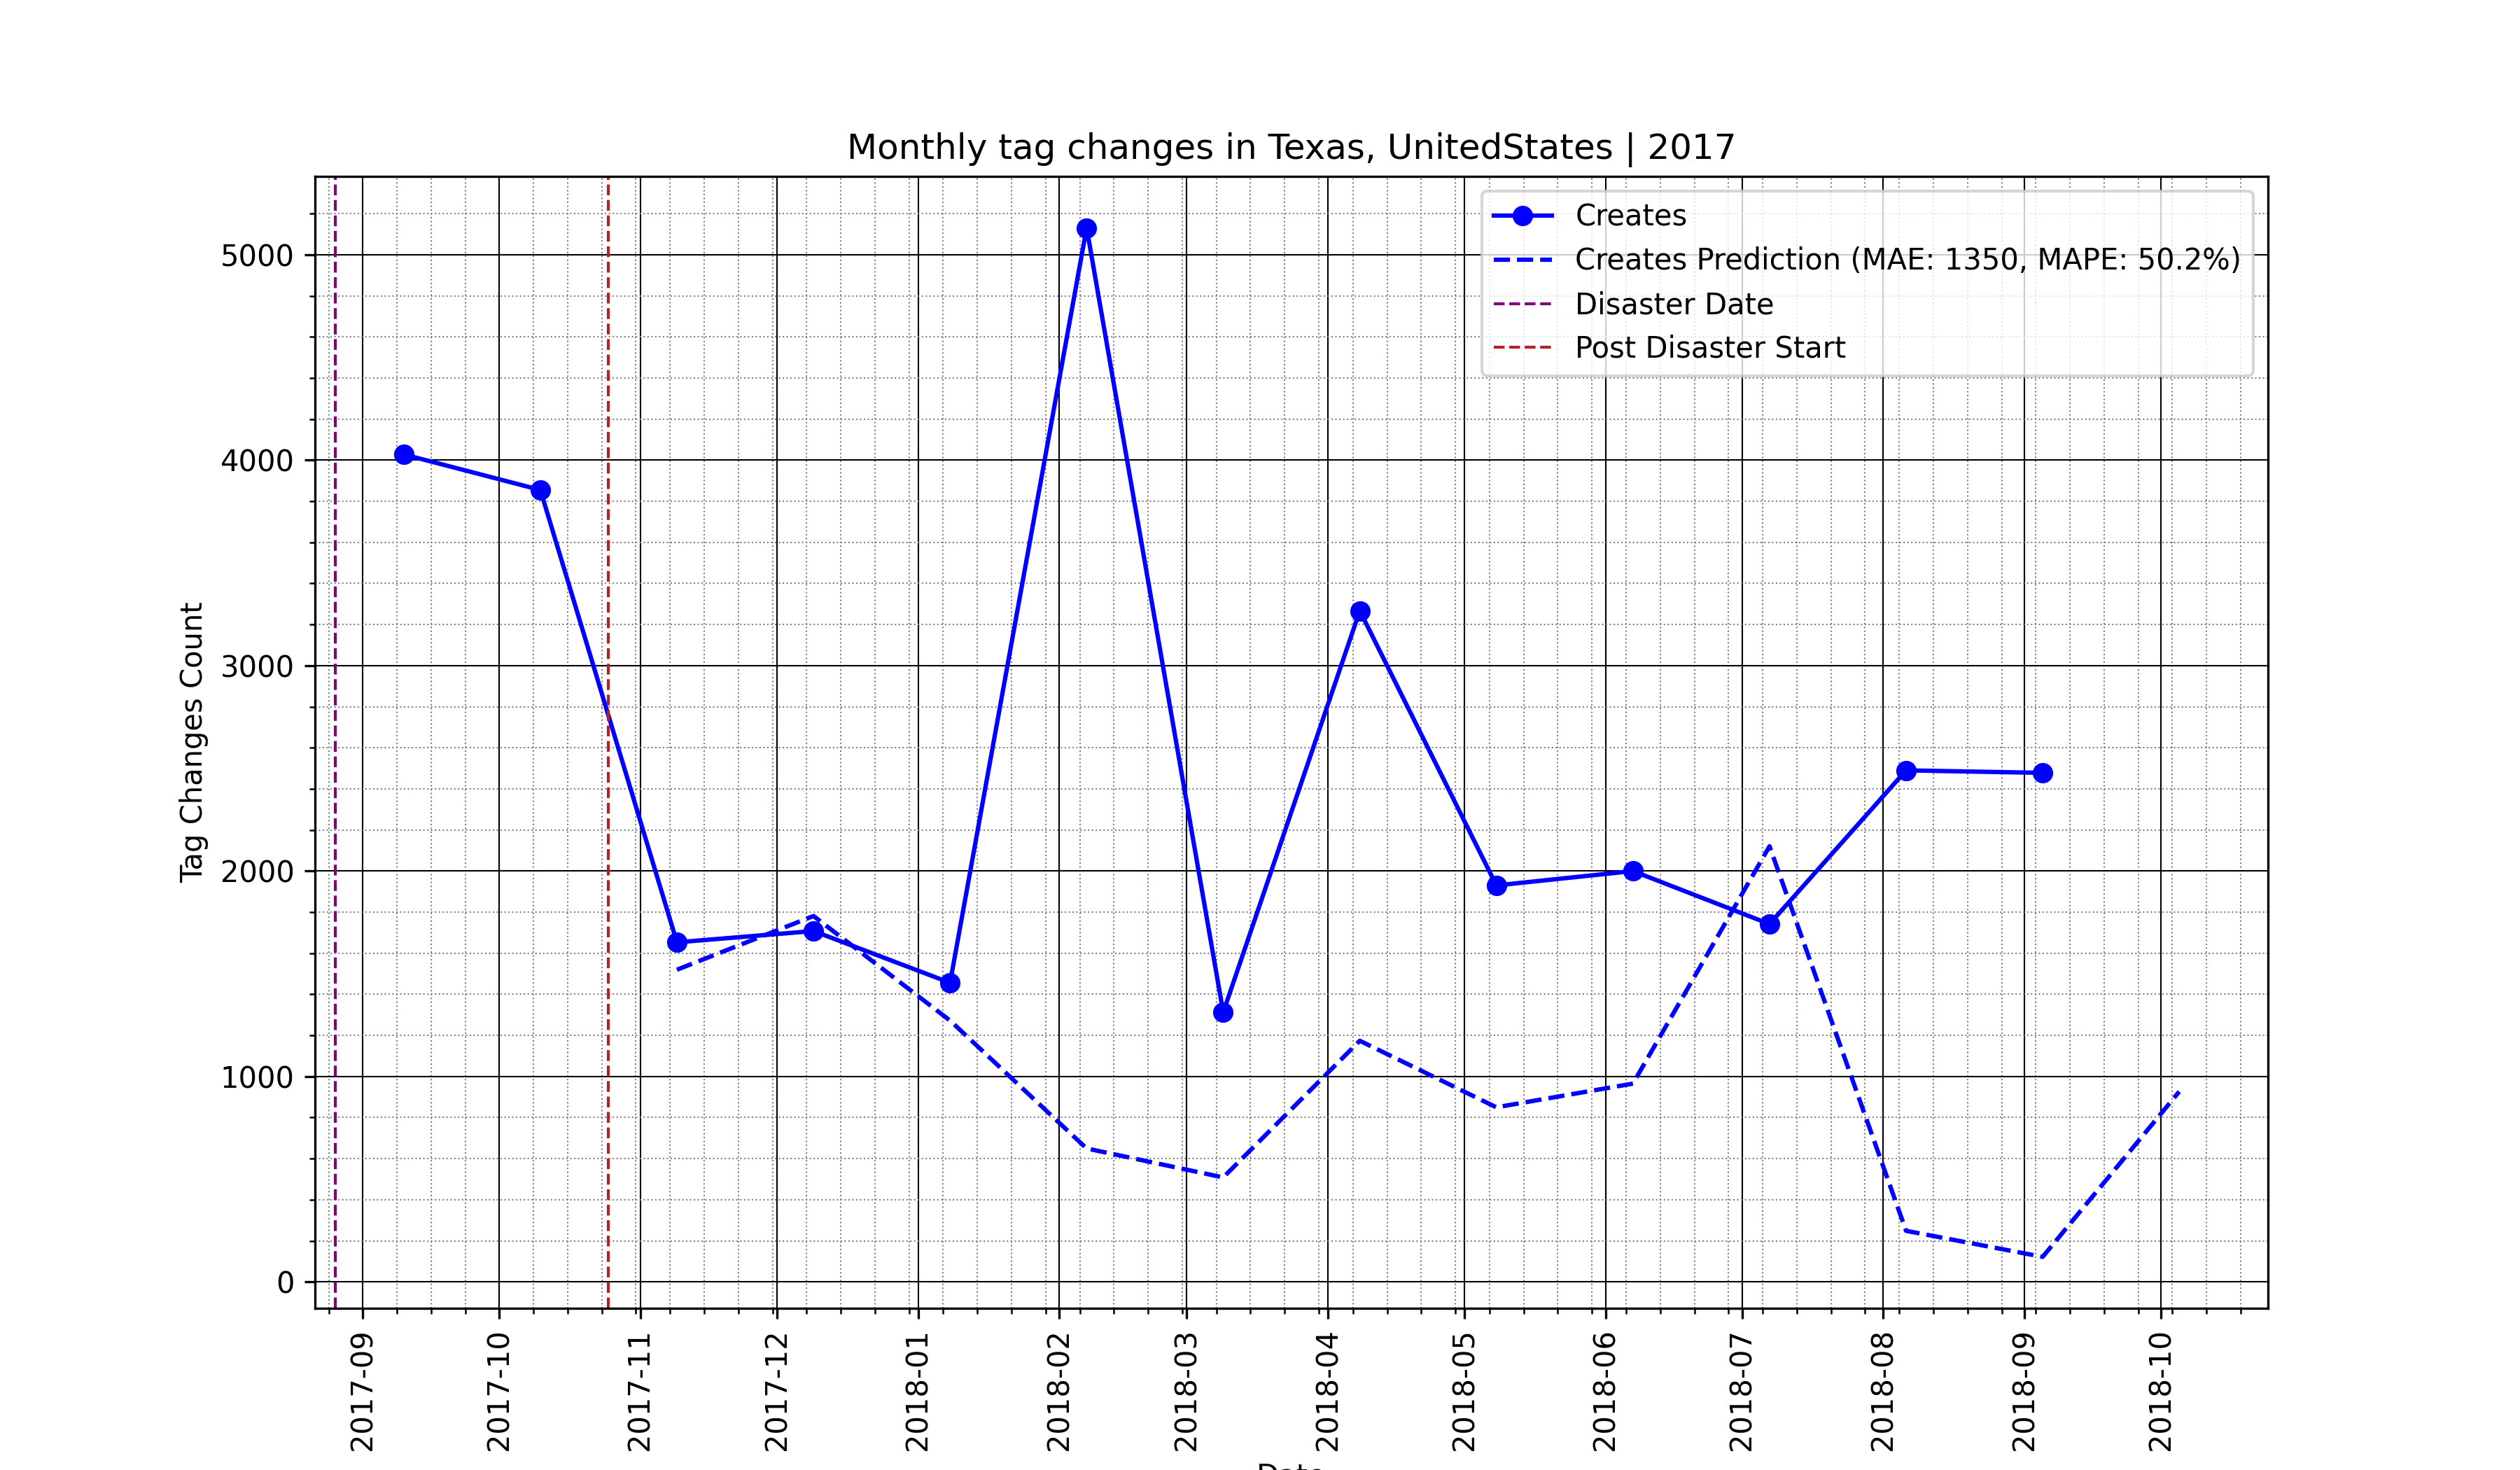 Monthly tag changes in Texas, UnitedStates | 2017
Creates
Creates Prediction (MAE: 1350, MAPE: 50.2%)
Disaster Date
Post Disaster Start
Tag Changes Count
5000
4000
3000
2000
1000
0
2017-09
2017-10
2017-11
2017-12
2018-01
2018-02
2018-03
2018-04
2018-05
2018-06
2018-07
2018-08
2018-09
2018-10
Date